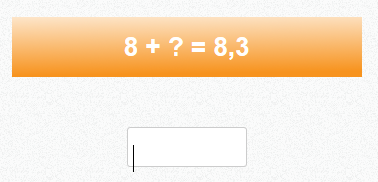 8 + ? = 8,3